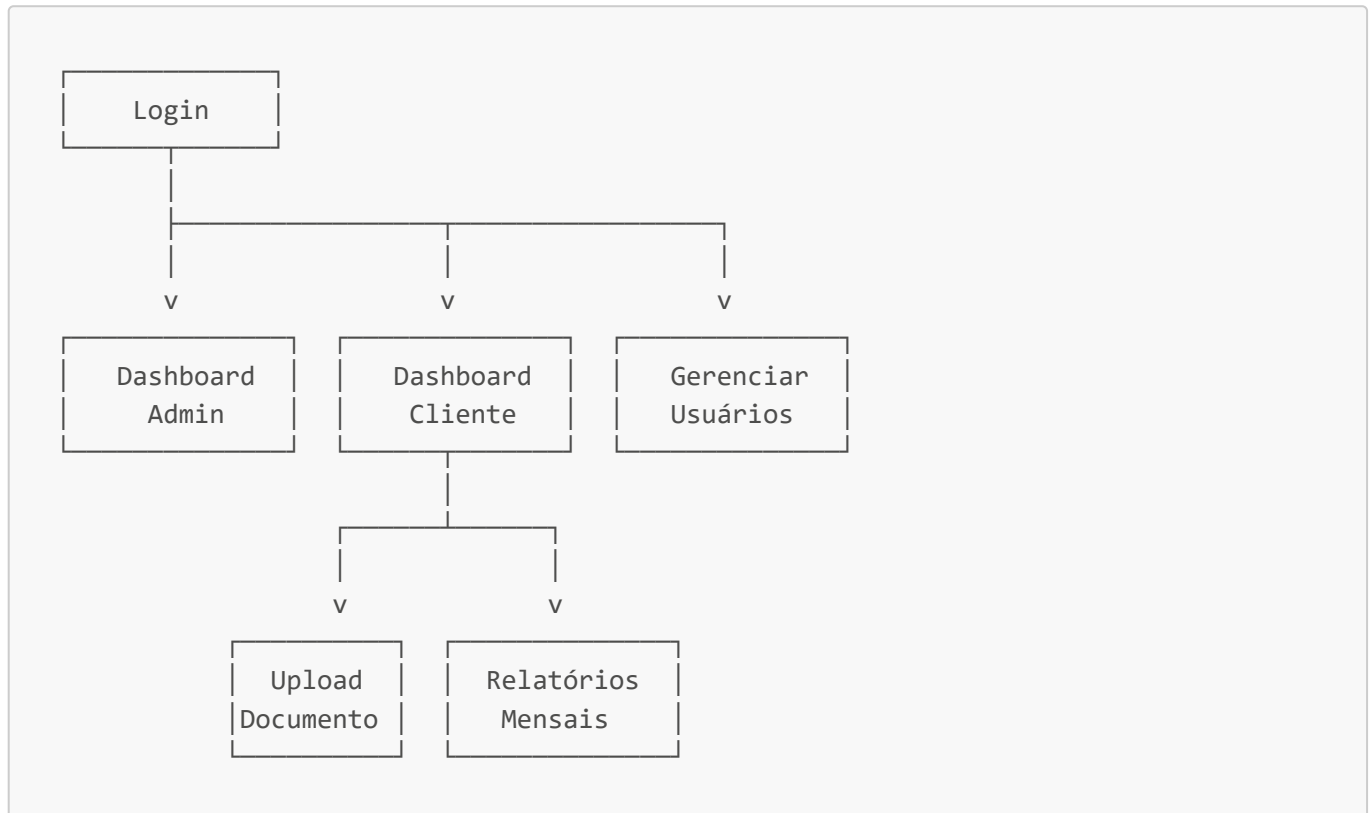 Login
v v v
Dashboard Dashboard Gerenciar
Admin Cliente Usuários
v v
Upload Relatórios
Documento Mensais